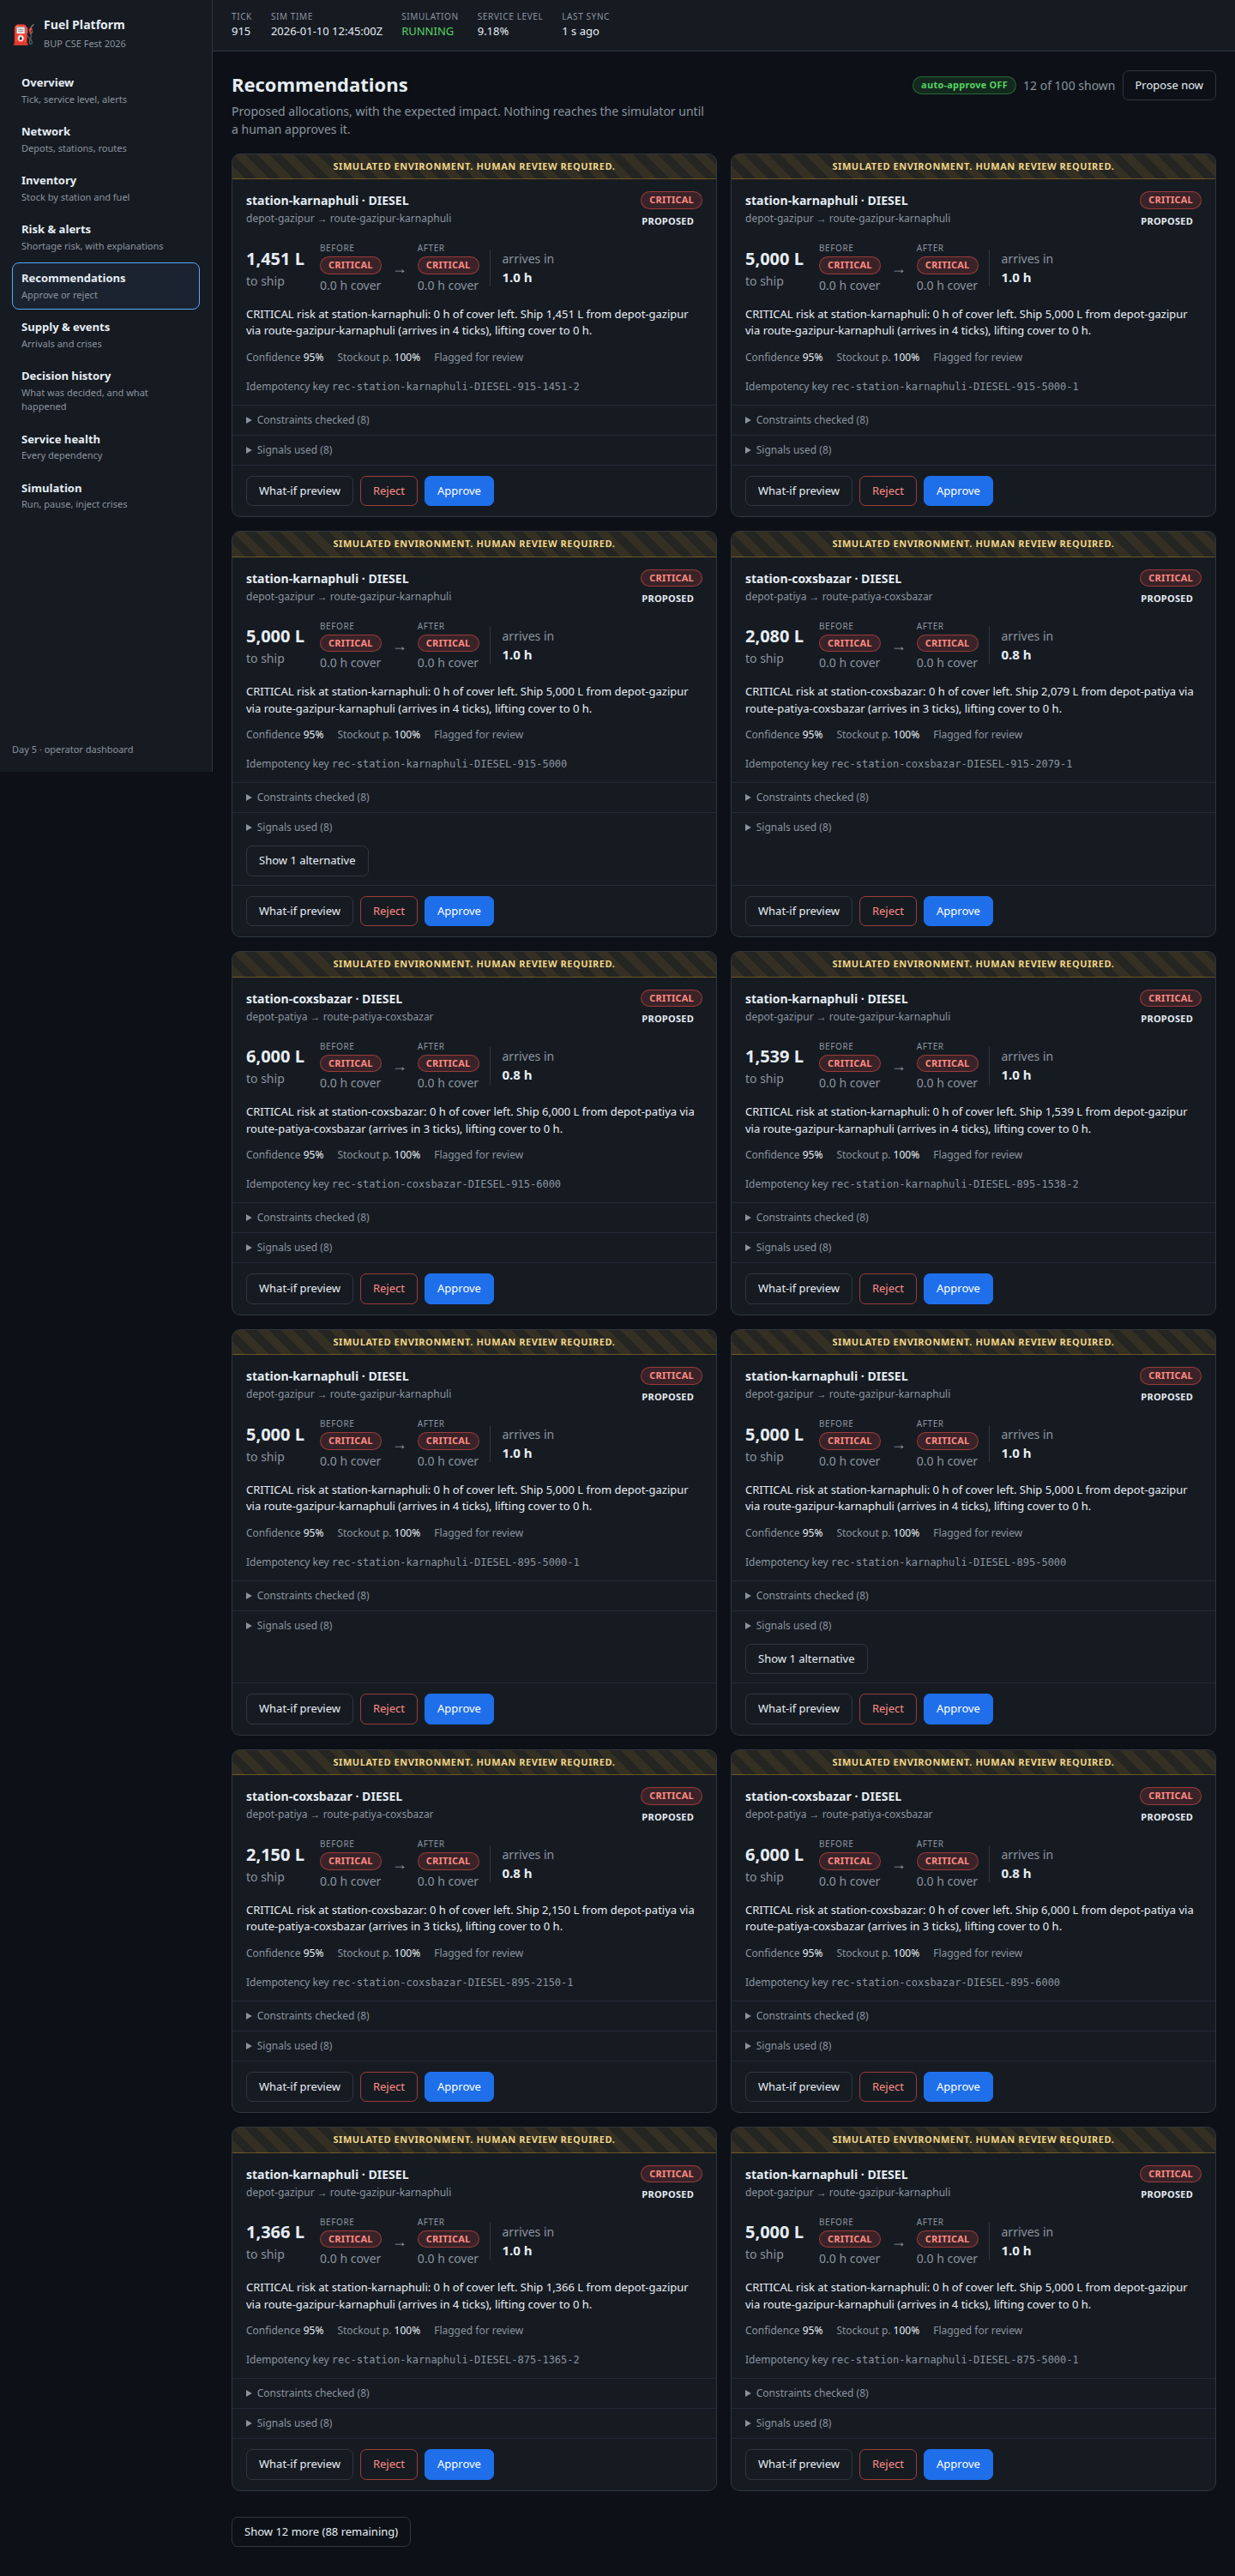 Fuel Platform
BUP CSE Fest 2026
Overview
Tick, service level, alerts
Network
Depots, stations, routes
Inventory
Stock by station and fuel
Risk & alerts
Shortage risk, with explanations
Recommendations
Approve or reject
Supply & events
Arrivals and crises
Decision history
What was decided, and what
happened
Service health
Every dependency
Simulation
Run, pause, inject crises
Day 5 · operator dashboard
TICK SIM TIME SIMULATION SERVICE LEVEL LAST SYNC
915 2026-01-10 12:45:00Z RUNNING 9.18% 1 s ago
Recommendations
auto-approve OFF 12 of 100 shown Propose now
Proposed allocations, with the expected impact. Nothing reaches the simulator until
a human approves it.
SIMULATED ENVIRONMENT. HUMAN REVIEW REQUIRED.
station-karnaphuli · DIESEL CRITICAL
depot-gazipur → route-gazipur-karnaphuli PROPOSED
BEFORE AFTER
1,451 L CRITICAL → CRITICAL arrives in
to ship 0.0 h cover 0.0 h cover 1.0 h
CRITICAL risk at station-karnaphuli: 0 h of cover left. Ship 1,451 L from depot-gazipur
via route-gazipur-karnaphuli (arrives in 4 ticks), lifting cover to 0 h.
Confidence 95% Stockout p. 100% Flagged for review
Idempotency key rec-station-karnaphuli-DIESEL-915-1451-2
▶ Constraints checked (8)
▶ Signals used (8)
What-if preview Reject Approve
SIMULATED ENVIRONMENT. HUMAN REVIEW REQUIRED.
station-karnaphuli · DIESEL CRITICAL
depot-gazipur → route-gazipur-karnaphuli PROPOSED
BEFORE AFTER
5,000 L CRITICAL → CRITICAL arrives in
to ship 0.0 h cover 0.0 h cover 1.0 h
CRITICAL risk at station-karnaphuli: 0 h of cover left. Ship 5,000 L from depot-gazipur
via route-gazipur-karnaphuli (arrives in 4 ticks), lifting cover to 0 h.
Confidence 95% Stockout p. 100% Flagged for review
Idempotency key rec-station-karnaphuli-DIESEL-915-5000-1
▶ Constraints checked (8)
▶ Signals used (8)
What-if preview Reject Approve
SIMULATED ENVIRONMENT. HUMAN REVIEW REQUIRED.
station-karnaphuli · DIESEL CRITICAL
depot-gazipur → route-gazipur-karnaphuli PROPOSED
BEFORE AFTER
5,000 L CRITICAL → CRITICAL arrives in
to ship 0.0 h cover 0.0 h cover 1.0 h
CRITICAL risk at station-karnaphuli: 0 h of cover left. Ship 5,000 L from depot-gazipur
via route-gazipur-karnaphuli (arrives in 4 ticks), lifting cover to 0 h.
Confidence 95% Stockout p. 100% Flagged for review
Idempotency key rec-station-karnaphuli-DIESEL-915-5000
▶ Constraints checked (8)
▶ Signals used (8)
Show 1 alternative
What-if preview Reject Approve
SIMULATED ENVIRONMENT. HUMAN REVIEW REQUIRED.
station-coxsbazar · DIESEL CRITICAL
depot-patiya → route-patiya-coxsbazar PROPOSED
BEFORE AFTER
2,080 L CRITICAL → CRITICAL arrives in
to ship 0.0 h cover 0.0 h cover 0.8 h
CRITICAL risk at station-coxsbazar: 0 h of cover left. Ship 2,079 L from depot-patiya via
route-patiya-coxsbazar (arrives in 3 ticks), lifting cover to 0 h.
Confidence 95% Stockout p. 100% Flagged for review
Idempotency key rec-station-coxsbazar-DIESEL-915-2079-1
▶ Constraints checked (8)
▶ Signals used (8)
What-if preview Reject Approve
SIMULATED ENVIRONMENT. HUMAN REVIEW REQUIRED.
station-coxsbazar · DIESEL CRITICAL
depot-patiya → route-patiya-coxsbazar PROPOSED
BEFORE AFTER
6,000 L CRITICAL → CRITICAL arrives in
to ship 0.0 h cover 0.0 h cover 0.8 h
CRITICAL risk at station-coxsbazar: 0 h of cover left. Ship 6,000 L from depot-patiya via
route-patiya-coxsbazar (arrives in 3 ticks), lifting cover to 0 h.
Confidence 95% Stockout p. 100% Flagged for review
Idempotency key rec-station-coxsbazar-DIESEL-915-6000
▶ Constraints checked (8)
▶ Signals used (8)
What-if preview Reject Approve
SIMULATED ENVIRONMENT. HUMAN REVIEW REQUIRED.
station-karnaphuli · DIESEL CRITICAL
depot-gazipur → route-gazipur-karnaphuli PROPOSED
BEFORE AFTER
1,539 L CRITICAL → CRITICAL arrives in
to ship 0.0 h cover 0.0 h cover 1.0 h
CRITICAL risk at station-karnaphuli: 0 h of cover left. Ship 1,539 L from depot-gazipur
via route-gazipur-karnaphuli (arrives in 4 ticks), lifting cover to 0 h.
Confidence 95% Stockout p. 100% Flagged for review
Idempotency key rec-station-karnaphuli-DIESEL-895-1538-2
▶ Constraints checked (8)
▶ Signals used (8)
What-if preview Reject Approve
SIMULATED ENVIRONMENT. HUMAN REVIEW REQUIRED.
station-karnaphuli · DIESEL CRITICAL
depot-gazipur → route-gazipur-karnaphuli PROPOSED
BEFORE AFTER
5,000 L CRITICAL → CRITICAL arrives in
to ship 0.0 h cover 0.0 h cover 1.0 h
CRITICAL risk at station-karnaphuli: 0 h of cover left. Ship 5,000 L from depot-gazipur
via route-gazipur-karnaphuli (arrives in 4 ticks), lifting cover to 0 h.
Confidence 95% Stockout p. 100% Flagged for review
Idempotency key rec-station-karnaphuli-DIESEL-895-5000-1
▶ Constraints checked (8)
▶ Signals used (8)
What-if preview Reject Approve
SIMULATED ENVIRONMENT. HUMAN REVIEW REQUIRED.
station-karnaphuli · DIESEL CRITICAL
depot-gazipur → route-gazipur-karnaphuli PROPOSED
BEFORE AFTER
5,000 L CRITICAL → CRITICAL arrives in
to ship 0.0 h cover 0.0 h cover 1.0 h
CRITICAL risk at station-karnaphuli: 0 h of cover left. Ship 5,000 L from depot-gazipur
via route-gazipur-karnaphuli (arrives in 4 ticks), lifting cover to 0 h.
Confidence 95% Stockout p. 100% Flagged for review
Idempotency key rec-station-karnaphuli-DIESEL-895-5000
▶ Constraints checked (8)
▶ Signals used (8)
Show 1 alternative
What-if preview Reject Approve
SIMULATED ENVIRONMENT. HUMAN REVIEW REQUIRED.
station-coxsbazar · DIESEL CRITICAL
depot-patiya → route-patiya-coxsbazar PROPOSED
BEFORE AFTER
2,150 L CRITICAL → CRITICAL arrives in
to ship 0.0 h cover 0.0 h cover 0.8 h
CRITICAL risk at station-coxsbazar: 0 h of cover left. Ship 2,150 L from depot-patiya via
route-patiya-coxsbazar (arrives in 3 ticks), lifting cover to 0 h.
Confidence 95% Stockout p. 100% Flagged for review
Idempotency key rec-station-coxsbazar-DIESEL-895-2150-1
▶ Constraints checked (8)
▶ Signals used (8)
What-if preview Reject Approve
SIMULATED ENVIRONMENT. HUMAN REVIEW REQUIRED.
station-coxsbazar · DIESEL CRITICAL
depot-patiya → route-patiya-coxsbazar PROPOSED
BEFORE AFTER
6,000 L CRITICAL → CRITICAL arrives in
to ship 0.0 h cover 0.0 h cover 0.8 h
CRITICAL risk at station-coxsbazar: 0 h of cover left. Ship 6,000 L from depot-patiya via
route-patiya-coxsbazar (arrives in 3 ticks), lifting cover to 0 h.
Confidence 95% Stockout p. 100% Flagged for review
Idempotency key rec-station-coxsbazar-DIESEL-895-6000
▶ Constraints checked (8)
▶ Signals used (8)
What-if preview Reject Approve
SIMULATED ENVIRONMENT. HUMAN REVIEW REQUIRED.
station-karnaphuli · DIESEL CRITICAL
depot-gazipur → route-gazipur-karnaphuli PROPOSED
BEFORE AFTER
1,366 L CRITICAL → CRITICAL arrives in
to ship 0.0 h cover 0.0 h cover 1.0 h
CRITICAL risk at station-karnaphuli: 0 h of cover left. Ship 1,366 L from depot-gazipur
via route-gazipur-karnaphuli (arrives in 4 ticks), lifting cover to 0 h.
Confidence 95% Stockout p. 100% Flagged for review
Idempotency key rec-station-karnaphuli-DIESEL-875-1365-2
▶ Constraints checked (8)
▶ Signals used (8)
What-if preview Reject Approve
SIMULATED ENVIRONMENT. HUMAN REVIEW REQUIRED.
station-karnaphuli · DIESEL CRITICAL
depot-gazipur → route-gazipur-karnaphuli PROPOSED
BEFORE AFTER
5,000 L CRITICAL → CRITICAL arrives in
to ship 0.0 h cover 0.0 h cover 1.0 h
CRITICAL risk at station-karnaphuli: 0 h of cover left. Ship 5,000 L from depot-gazipur
via route-gazipur-karnaphuli (arrives in 4 ticks), lifting cover to 0 h.
Confidence 95% Stockout p. 100% Flagged for review
Idempotency key rec-station-karnaphuli-DIESEL-875-5000-1
▶ Constraints checked (8)
▶ Signals used (8)
What-if preview Reject Approve
Show 12 more (88 remaining)